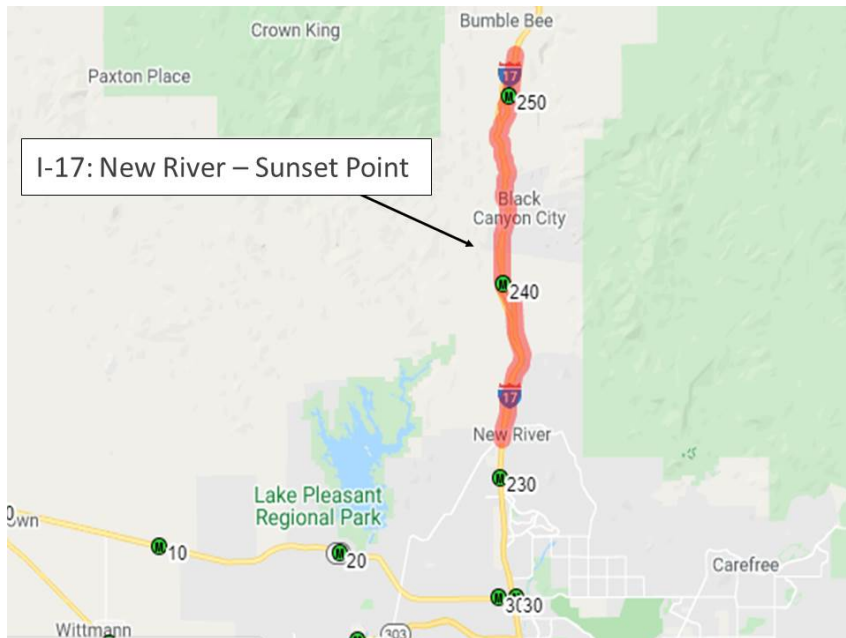 Bumble Bee
Crown King
17
Paxton Place
250
I-17: New River – Sunset Point
Black
Canyon City
240
17
New River
230
Lake Pleasant
Regional Park
10
20
Carefree
30
Wittmann
303